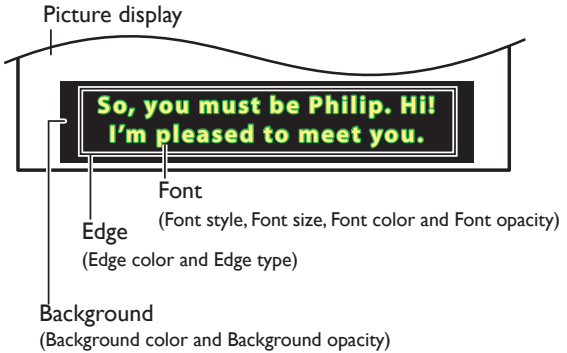 Picture display
So, you must be Philip. Hi!
I'm pleased to meet you.
Font
(Font style, Font size, Font color and Font opacity)
Edge
(Edge color and Edge type)
Background
(Background color and Background opacity)